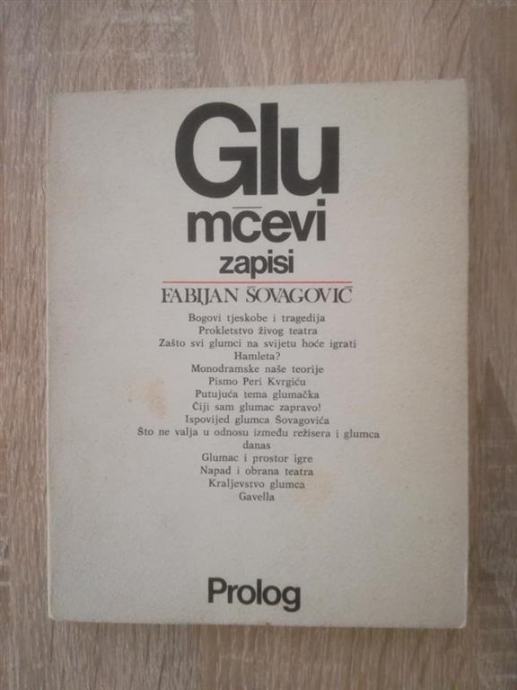 Glu
mčevi
zapisi
FABIJAN ŠOVAGOVIĆ
Bogovi tjeskobe i tragedija
Prokletstvo živog teatra
Zašto svi glumci na svijetu hoće igrati
Hamleta?
Monodramske naše teorije
Pismo Peri Kvrgiću
Putujuća tema glumačka
Čiji sam glumac zapravo!
Ispovijed glumca Šovagovića
Što ne valja u odnosu između režisera i glumca
danas
Glumac i prostor igre
Napad i obrana teatra
Kraljevstvo glumca
Gavella
Prolog